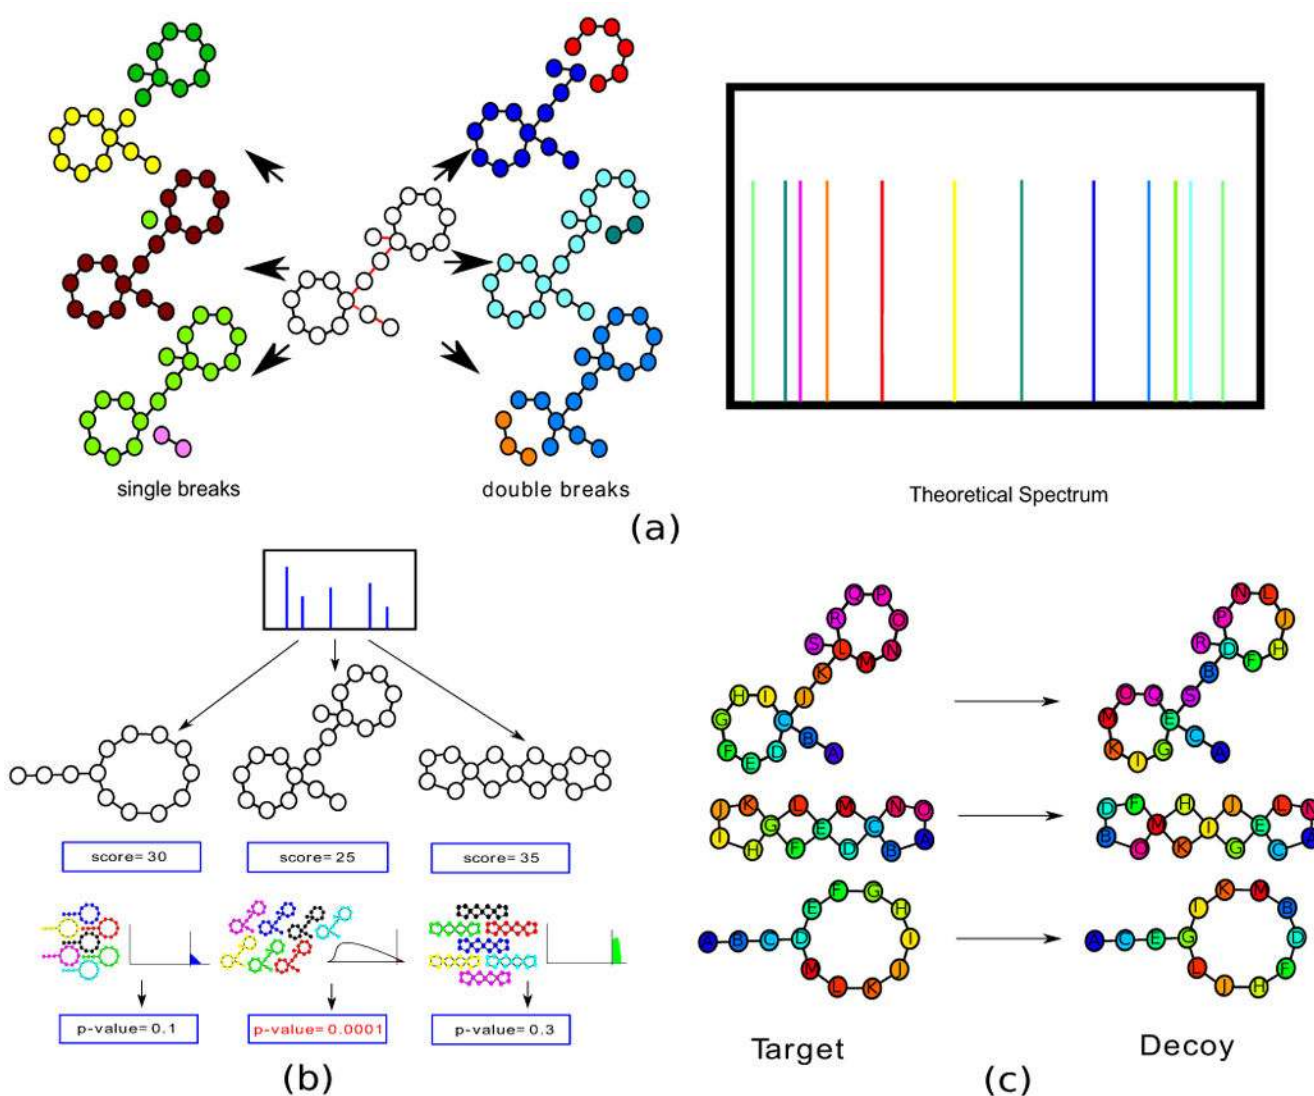 single breaks
double breaks
Theoretical Spectrum
(a)
score= 30
score= 25
score= 35
p-value= 0.1
p-value= 0.0001
p-value= 0.3
(b)
Q P
R O
S L M N
K
H I J
G C
F E D B A
N L
P J
R D F H
B
O Q S
M E
K I G C A
J K L M N O
I H G F E D C B A
D F H J L N
B O M K I G E C A
F G
E H
A B C D I
M L K J
K M
I B
A C E G D
L J H F
Target
Decoy
(c)